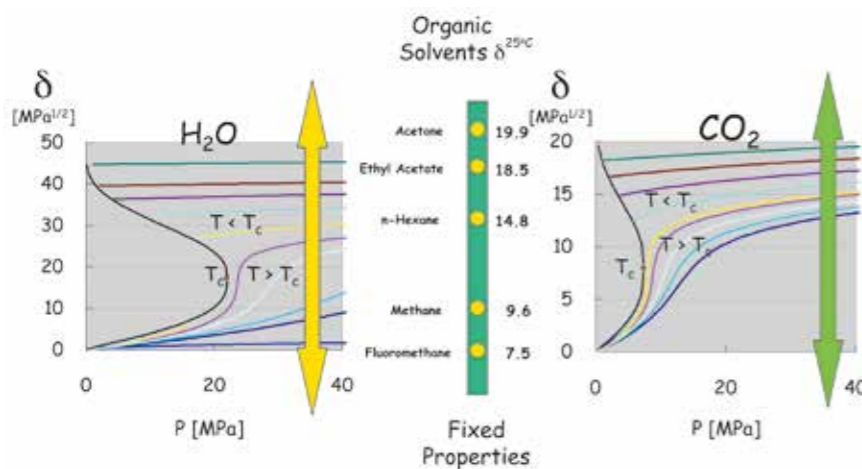 Organic
Solvents δ²⁵°ᶜ
δ
[MPa¹/²]
H₂O
50
40
30
20
10
0
T < Tc
Tc
T > Tc
0
20
40
P [MPa]
Acetone 19.9
Ethyl Acetate 18.5
n-Hexane 14.8
Methane 9.6
Fluoromethane 7.5
Fixed
Properties
δ
[MPa¹/²]
CO₂
20
15
10
5
0
T < Tc
T > Tc
Tc
0
20
40
P [MPa]